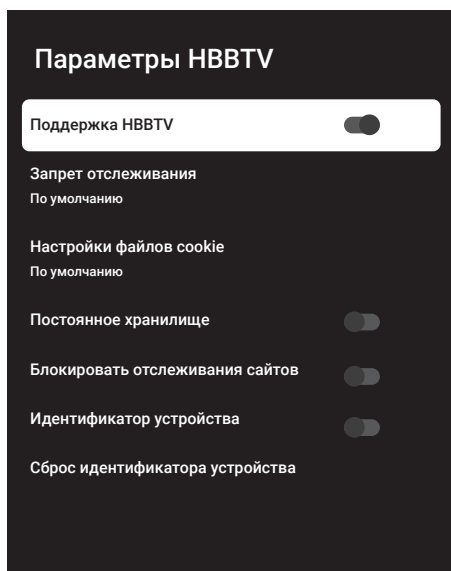 Параметры HBBTV
Поддержка HBBTV
Запрет отслеживания
По умолчанию
Настройки файлов cookie
По умолчанию
Постоянное хранилище
Блокировать отслеживания сайтов
Идентификатор устройства
Сброс идентификатора устройства